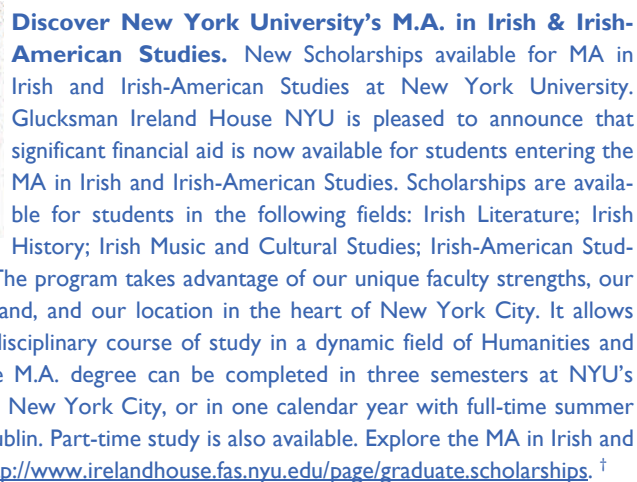 Discover New York University's M.A. in Irish & Irish-
American Studies. New Scholarships available for MA in
Irish and Irish-American Studies at New York University.
Glucksman Ireland House NYU is pleased to announce that
significant financial aid is now available for students entering the
MA in Irish and Irish-American Studies. Scholarships are availa-
ble for students in the following fields: Irish Literature; Irish
History; Irish Music and Cultural Studies; Irish-American Stud-
The program takes advantage of our unique faculty strengths, our
and, and our location in the heart of New York City. It allows
disciplinary course of study in a dynamic field of Humanities and
M.A. degree can be completed in three semesters at NYU's
New York City, or in one calendar year with full-time summer
ublin. Part-time study is also available. Explore the MA in Irish and
p://www.irelandhouse.fas.nyu.edu/page/graduate.scholarships. †